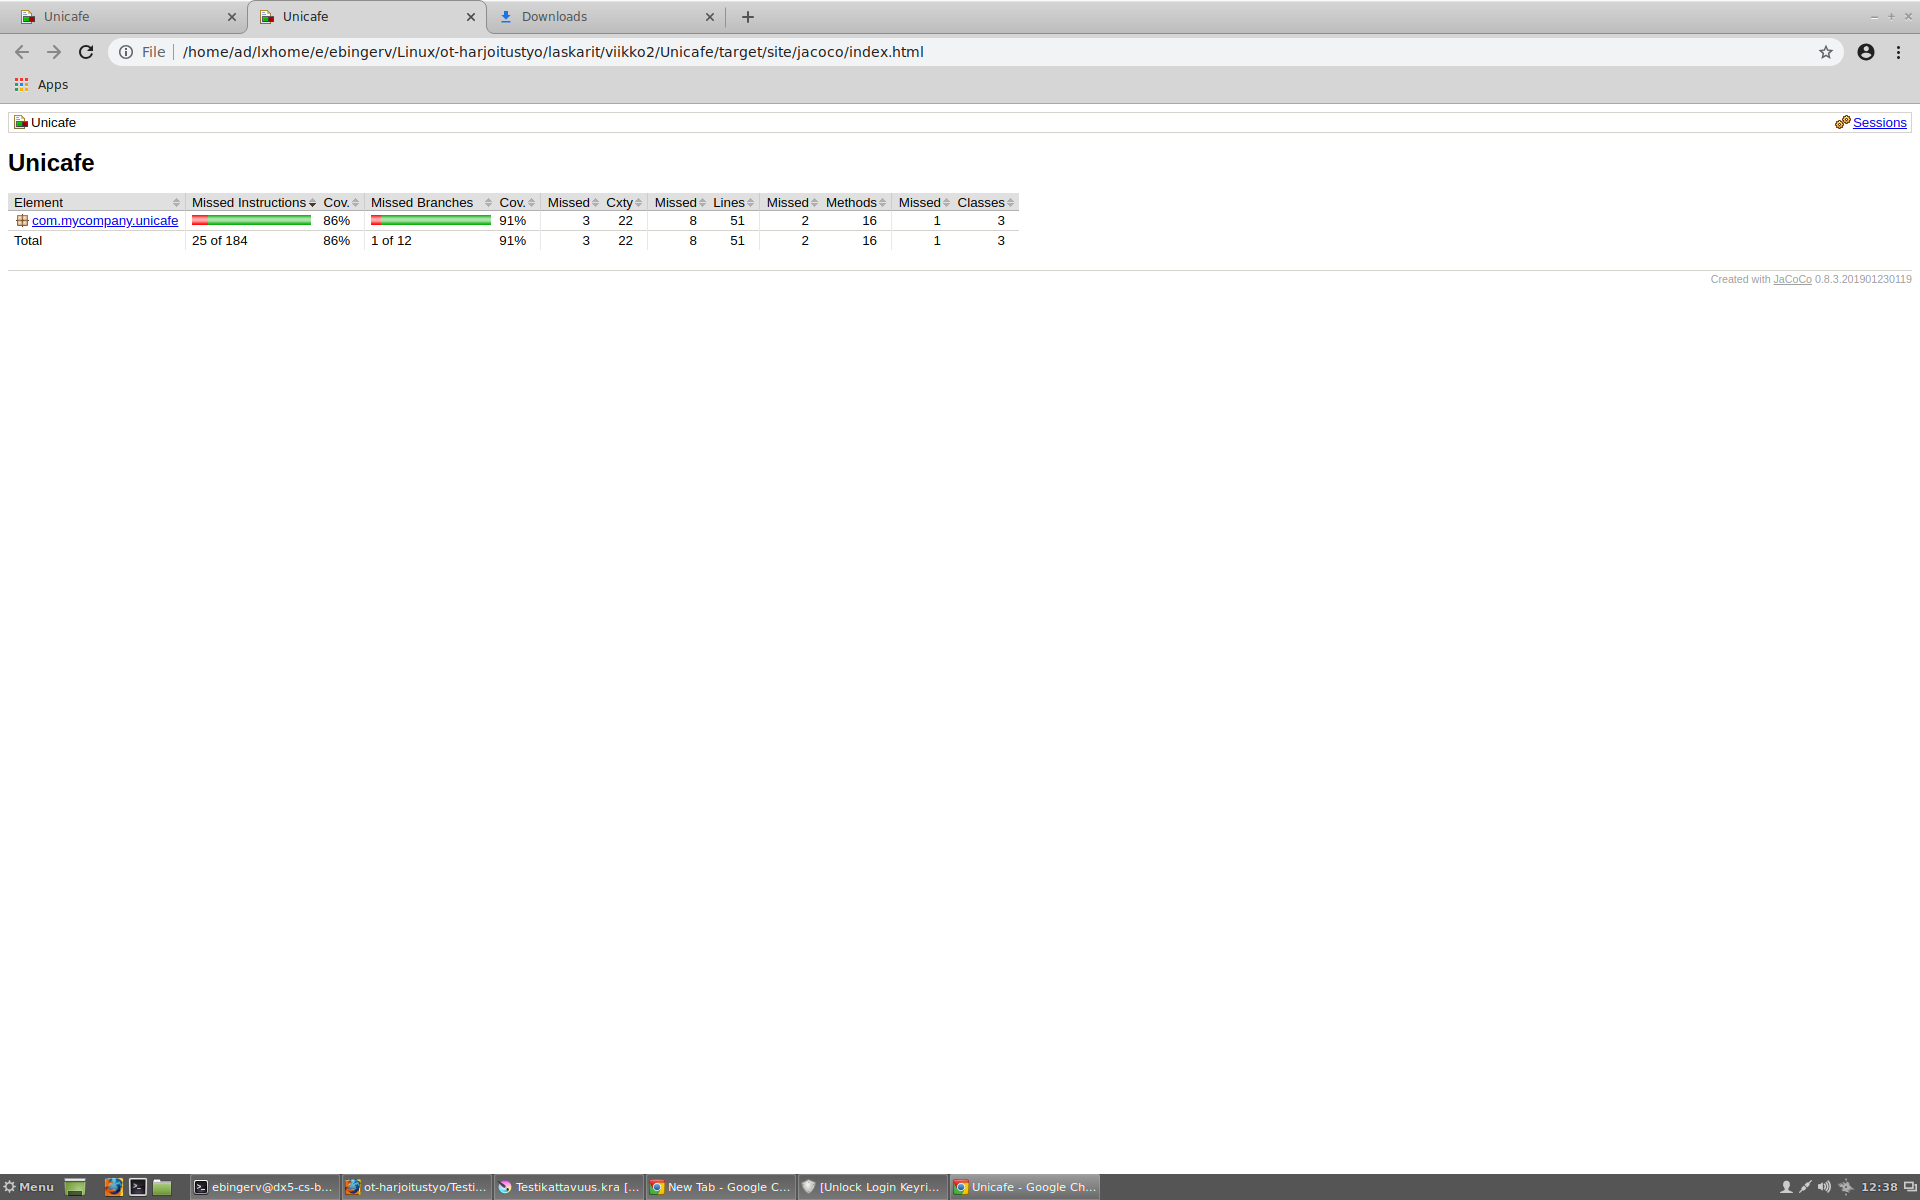 Unicafe
Unicafe
Downloads
File
/home/ad/lxhome/e/ebingerv/Linux/ot-harjoitustyo/laskarit/viikko2/Unicafe/target/site/jacoco/index.html
Apps
Unicafe
Sessions
Unicafe
Element Missed Instructions Cov. Missed Branches Cov. Missed Cxty Missed Lines Missed Methods Missed Classes
com.mycompany.unicafe 86% 91% 3 22 8 51 2 16 1 3
Total 25 of 184 86% 1 of 12 91% 3 22 8 51 2 16 1 3
Created with JaCoCo 0.8.3.201901230119
Menu
ebingerv@dx5-cs-b...
ot-harjoitustyo/Testi...
Testikattavuus.kra [...
New Tab - Google C...
[Unlock Login Keyri...
Unicafe - Google Ch...
12:38